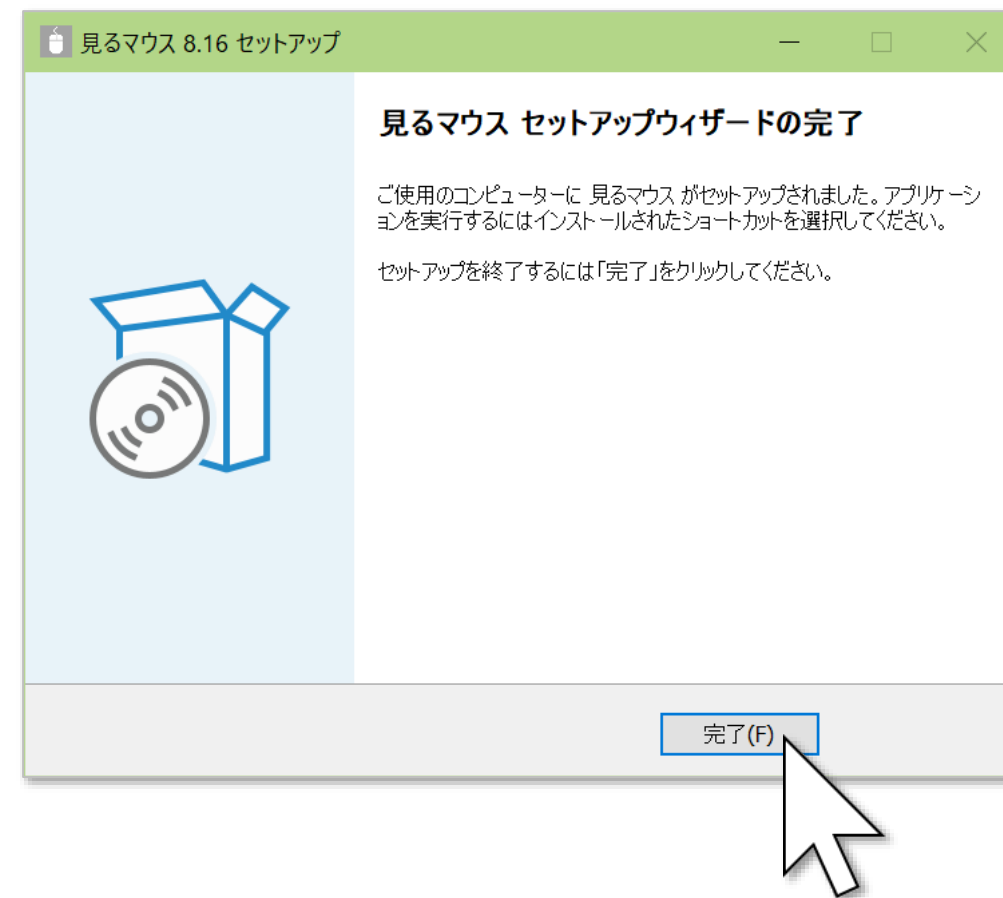 見るマウス 8.16 セットアップ
見るマウス セットアップウィザードの完了
ご使用のコンピューターに 見るマウス がセットアップされました。アプリケーシ
ョンを実行するにはインストールされたショートカットを選択してください。
セットアップを終了するには「完了」をクリックしてください。
完了(F)